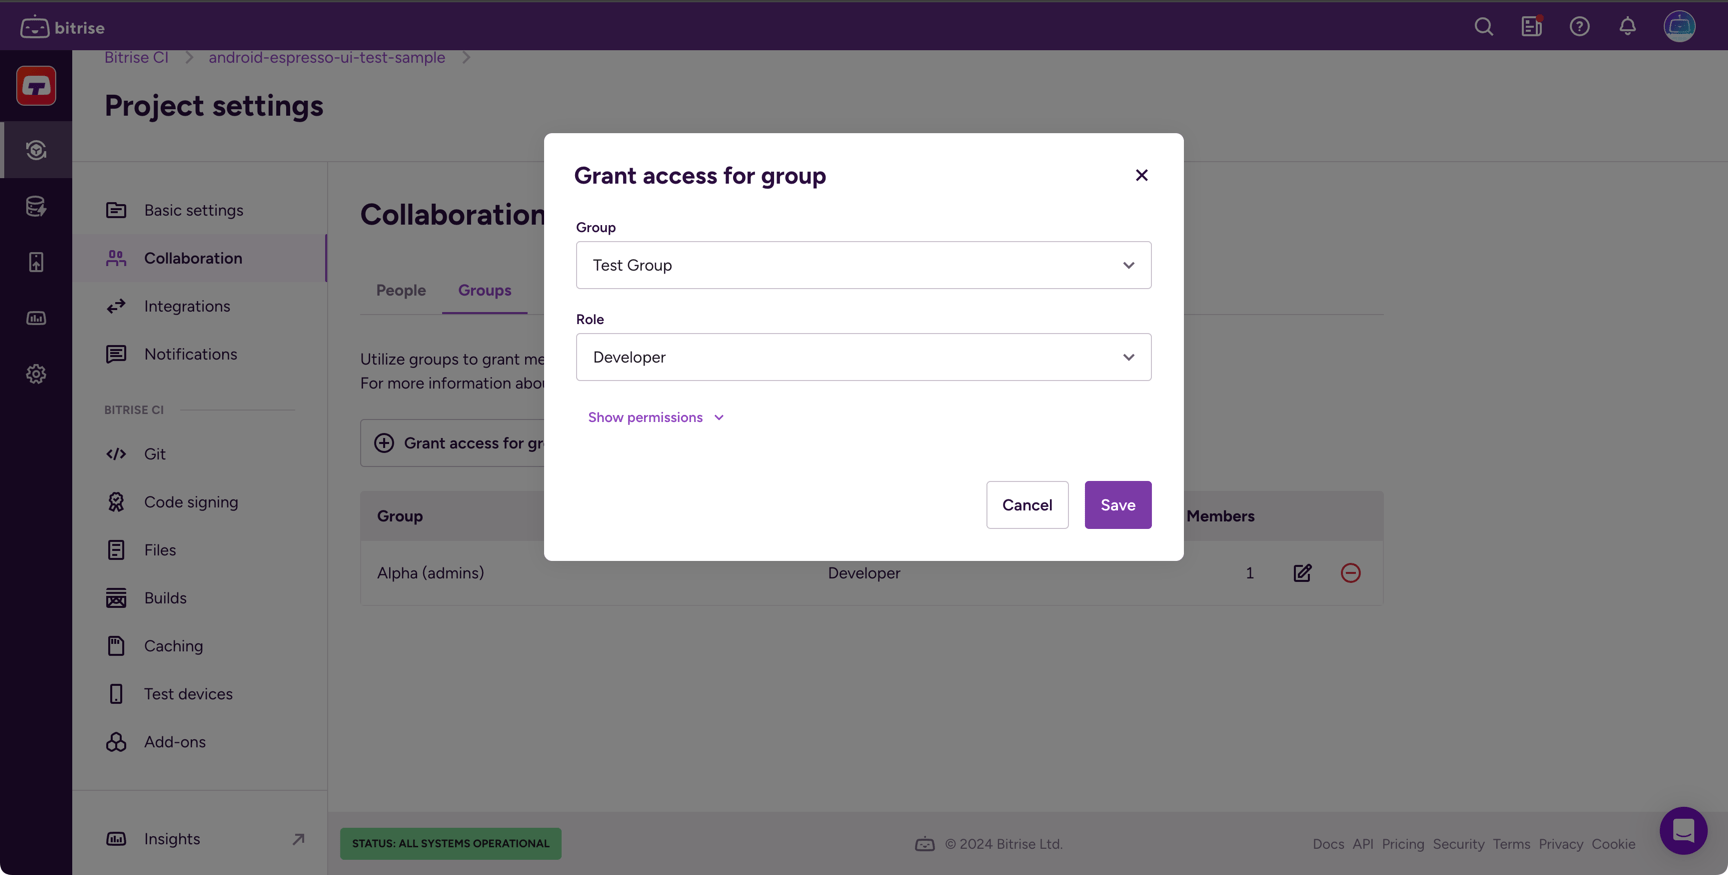 bitrise
Bitrise CI
android-espresso-ui-test-sample
Project settings
Basic settings
Collaboration
Integrations
Notifications
BITRISE CI
Git
Code signing
Files
Builds
Caching
Test devices
Add-ons
Insights
Collaboration
People
Groups
Utilize groups to grant me
For more information abou
Grant access for gr
Group
Members
Alpha (admins)
Developer
1
Grant access for group
Group
Test Group
Role
Developer
Show permissions
Cancel
Save
STATUS: ALL SYSTEMS OPERATIONAL
© 2024 Bitrise Ltd.
Docs API Pricing Security Terms Privacy Cookie